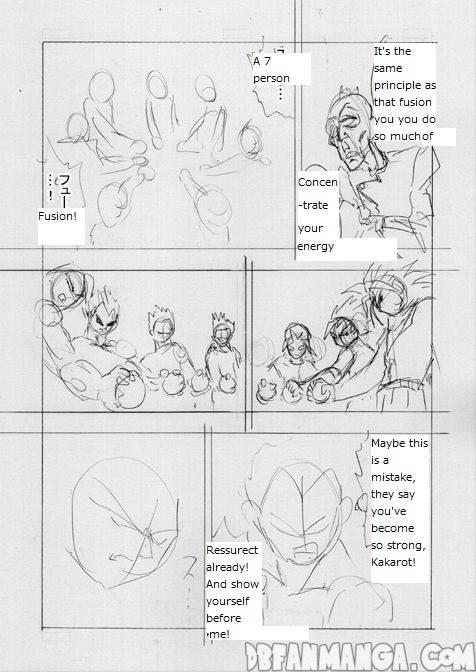 It's the
same
principle as
that fusion
you you do
so muchof
Concen
-trate
your
energy
A 7
person
フュー
…！
Fusion!
Maybe this
is a
mistake,
they say
you've
become
so strong,
Kakarot!
Ressurect
already!
And show
yourself
before
me!
DBFANMANGA.COM